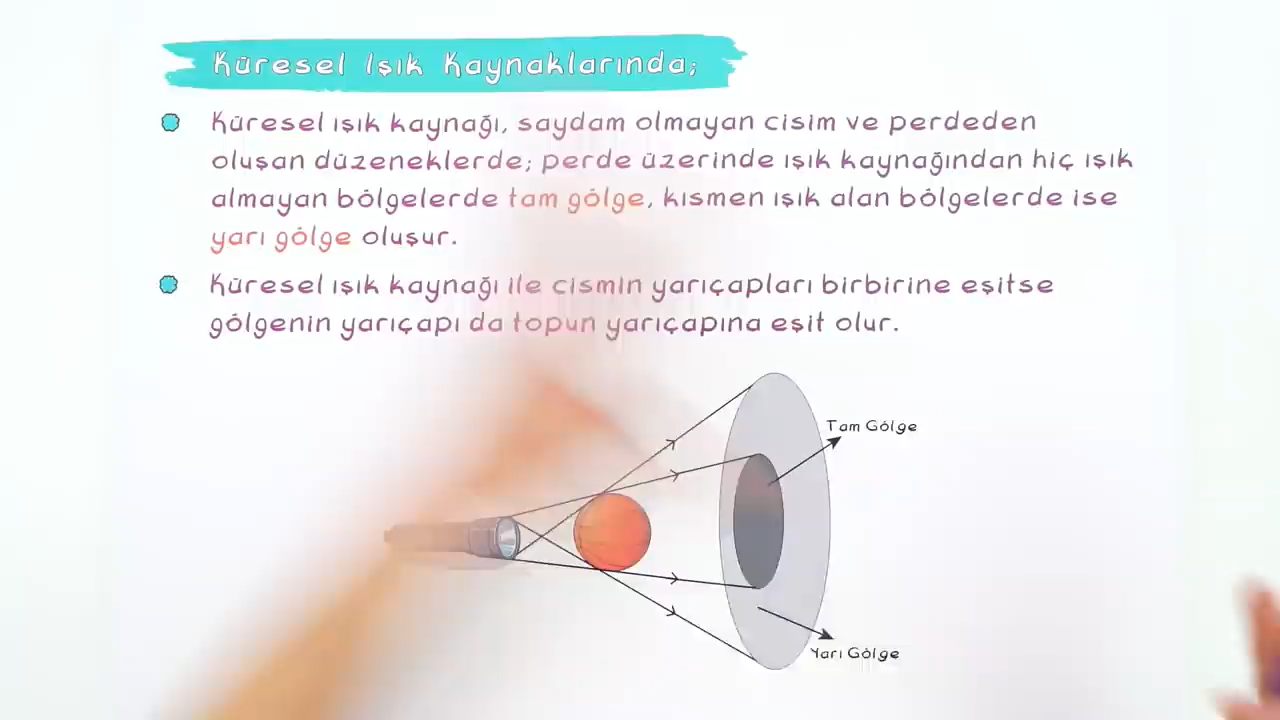 Küresel Işık Kaynaklarında;
Küresel ışık kaynağı, saydam olmayan cisim ve perdeden
oluşan düzeneklerde; perde üzerinde ışık kaynağından hiç ışık
almayan bölgelerde tam gölge, kısmen ışık alan bölgelerde ise
yarı gölge oluşur.
Küresel ışık kaynağı ile cismin yarıçapları birbirine eşitse
gölgenin yarıçapı da topun yarıçapına eşit olur.
Tam Gölge
Yarı Gölge